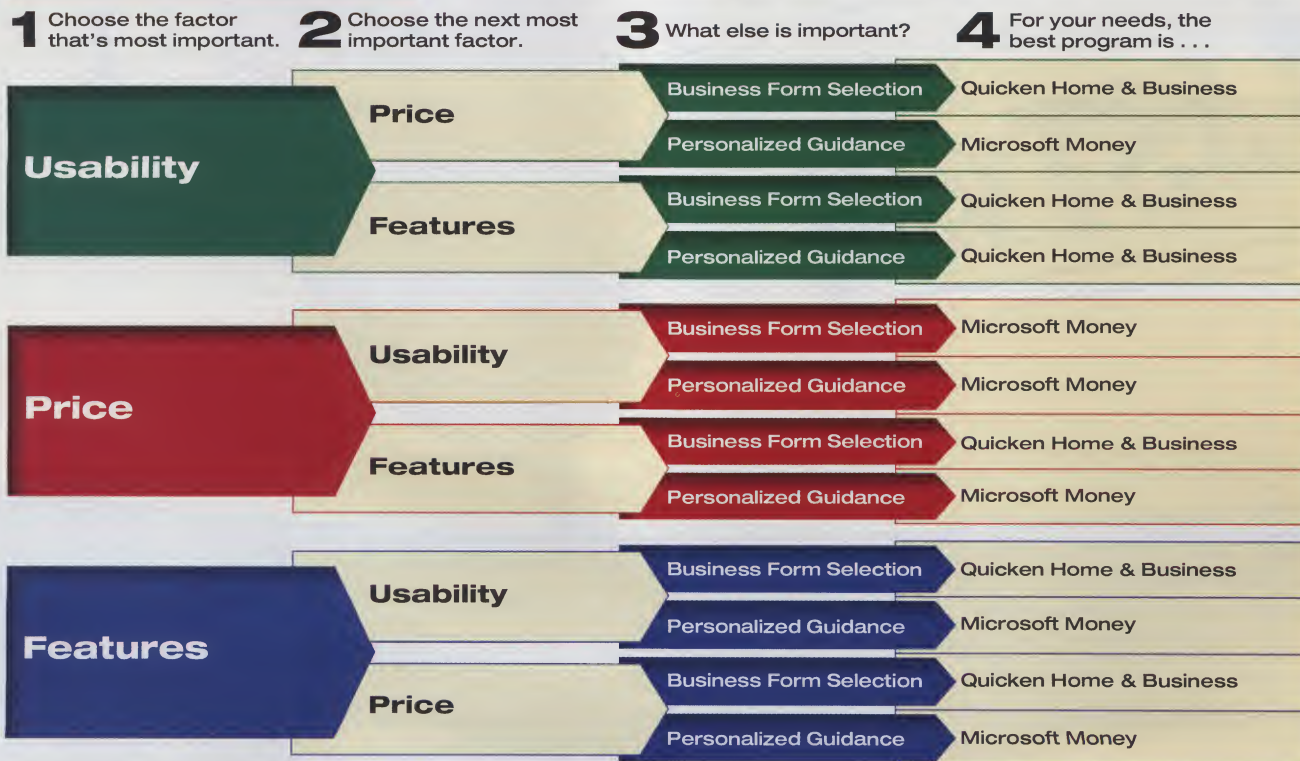 1 Choose the factor
that's most important.
2 Choose the next most
important factor.
3 What else is important?
4 For your needs, the
best program is . . .
Usability
Price
Business Form Selection
Quicken Home & Business
Personalized Guidance
Microsoft Money
Features
Business Form Selection
Quicken Home & Business
Personalized Guidance
Quicken Home & Business
Price
Usability
Business Form Selection
Microsoft Money
Personalized Guidance
Microsoft Money
Features
Business Form Selection
Quicken Home & Business
Personalized Guidance
Microsoft Money
Features
Usability
Business Form Selection
Quicken Home & Business
Personalized Guidance
Microsoft Money
Price
Business Form Selection
Quicken Home & Business
Personalized Guidance
Microsoft Money